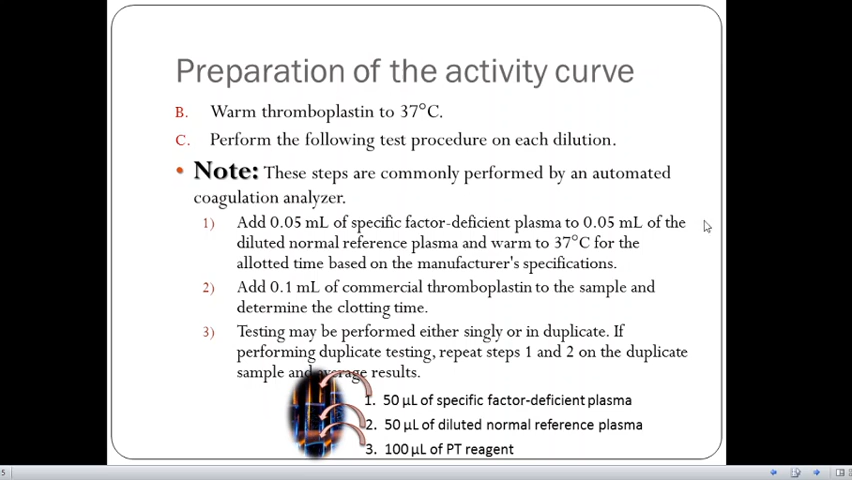 Preparation of the activity curve
B. Warm thromboplastin to 37°C.
C. Perform the following test procedure on each dilution.
• Note: These steps are commonly performed by an automated
coagulation analyzer.
1) Add 0.05 mL of specific factor-deficient plasma to 0.05 mL of the
diluted normal reference plasma and warm to 37°C for the
allotted time based on the manufacturer's specifications.
2) Add 0.1 mL of commercial thromboplastin to the sample and
determine the clotting time.
3) Testing may be performed either singly or in duplicate. If
performing duplicate testing, repeat steps 1 and 2 on the duplicate
sample and average results.
1. 50 µL of specific factor-deficient plasma
2. 50 µL of diluted normal reference plasma
3. 100 µL of PT reagent
5